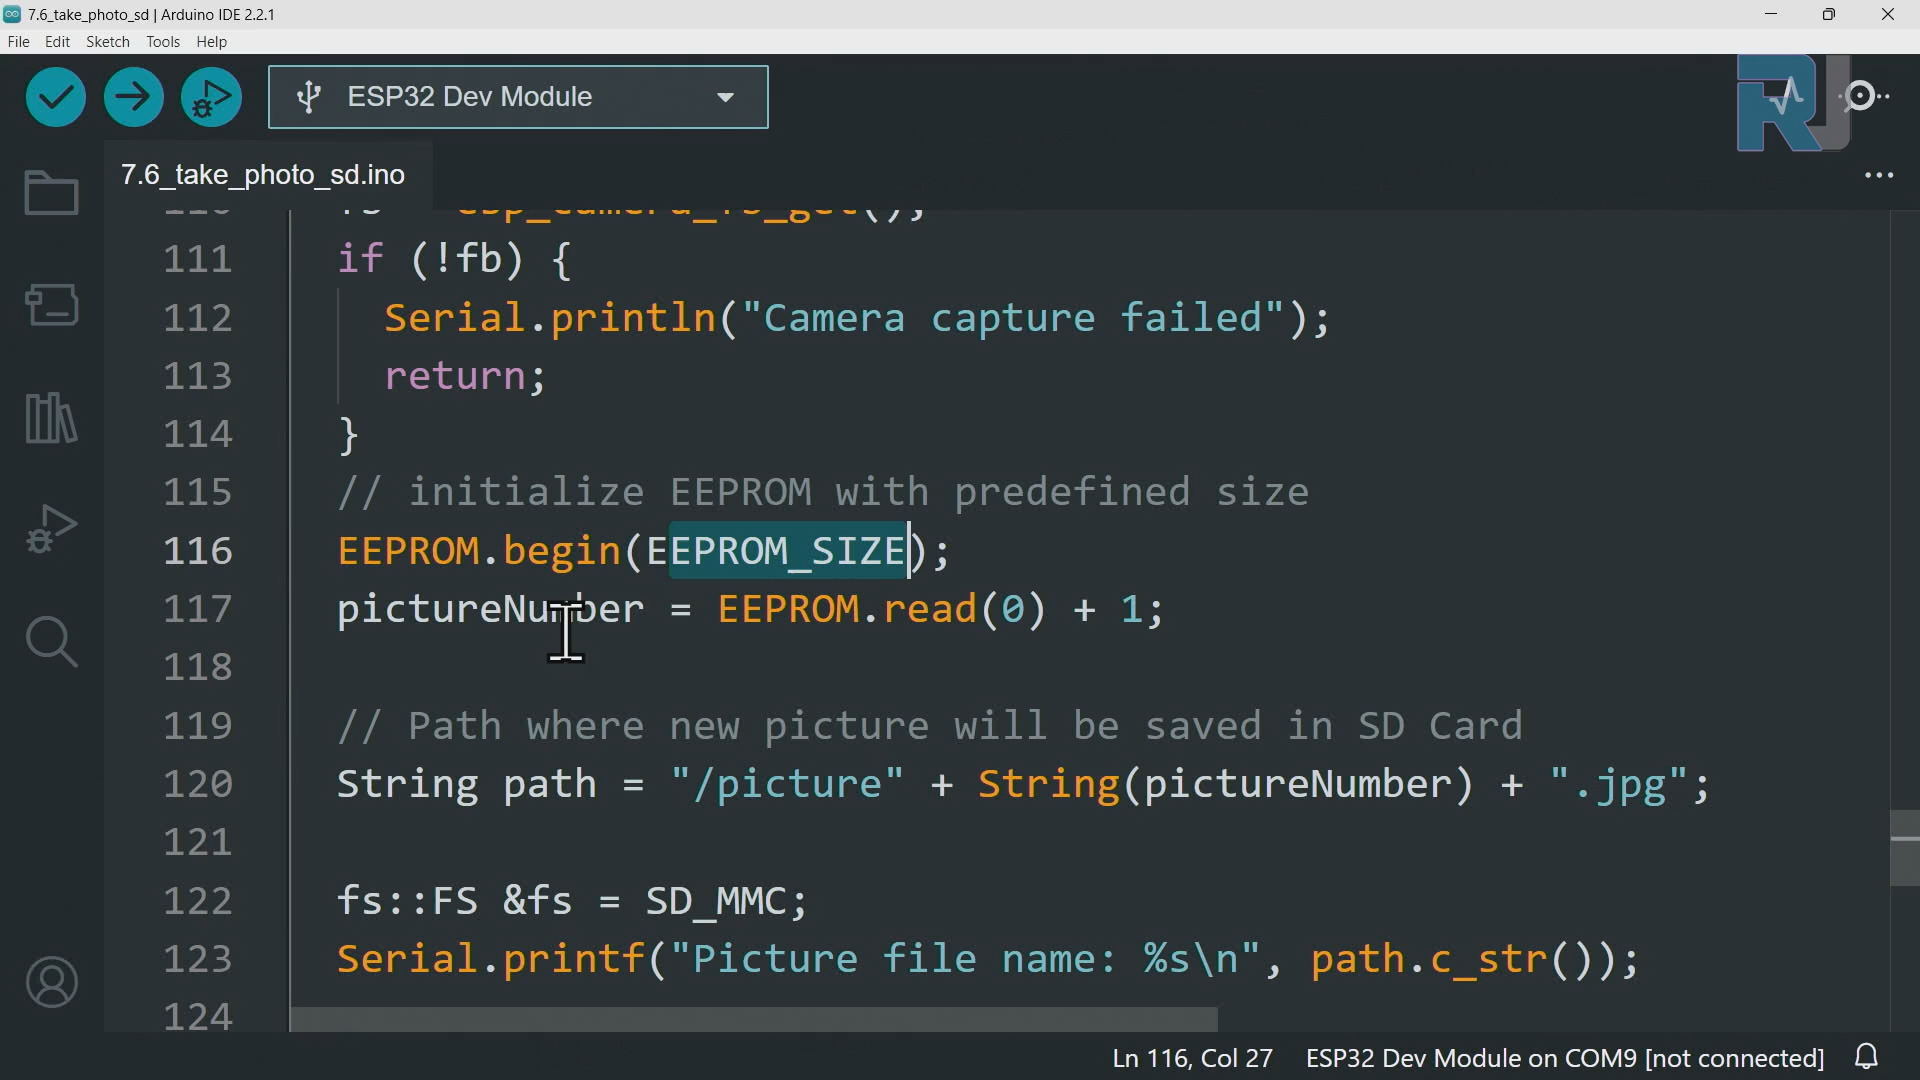 7.6_take_photo_sd | Arduino IDE 2.2.1
File Edit Sketch Tools Help
ESP32 Dev Module
RJ
7.6_take_photo_sd.ino
111 if (!fb) {
112 Serial.println("Camera capture failed");
113 return;
114 }
115 // initialize EEPROM with predefined size
116 EEPROM.begin(EEPROM_SIZE);
117 pictureNumber = EEPROM.read(0) + 1;
118
119 // Path where new picture will be saved in SD Card
120 String path = "/picture" + String(pictureNumber) + ".jpg";
121
122 fs::FS &fs = SD_MMC;
123 Serial.printf("Picture file name: %s\n", path.c_str());
124
Ln 116, Col 27 ESP32 Dev Module on COM9 [not connected]